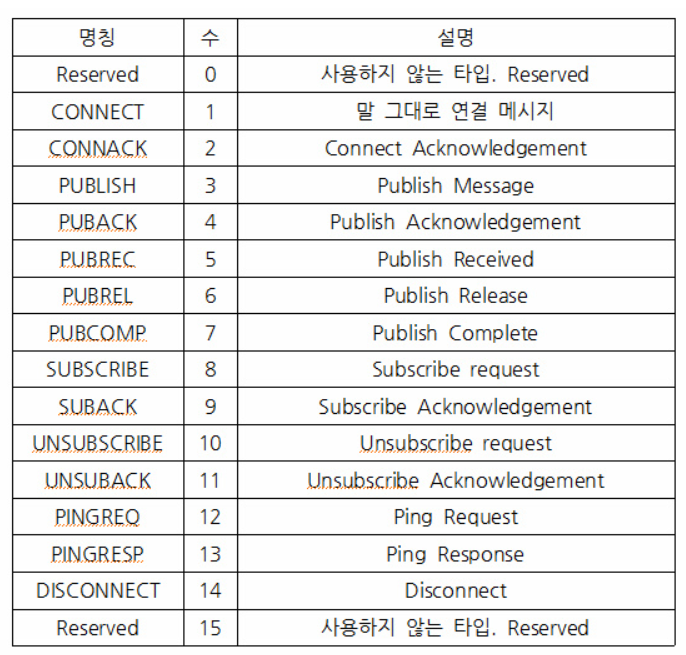 명칭 수 설명
Reserved 0 사용하지 않는 타입. Reserved
CONNECT 1 말 그대로 연결 메시지
CONNACK 2 Connect Acknowledgement
PUBLISH 3 Publish Message
PUBACK 4 Publish Acknowledgement
PUBREC 5 Publish Received
PUBREL 6 Publish Release
PUBCOMP 7 Publish Complete
SUBSCRIBE 8 Subscribe request
SUBACK 9 Subscribe Acknowledgement
UNSUBSCRIBE 10 Unsubscribe request
UNSUBACK 11 Unsubscribe Acknowledgement
PINGREQ 12 Ping Request
PINGRESP 13 Ping Response
DISCONNECT 14 Disconnect
Reserved 15 사용하지 않는 타입. Reserved